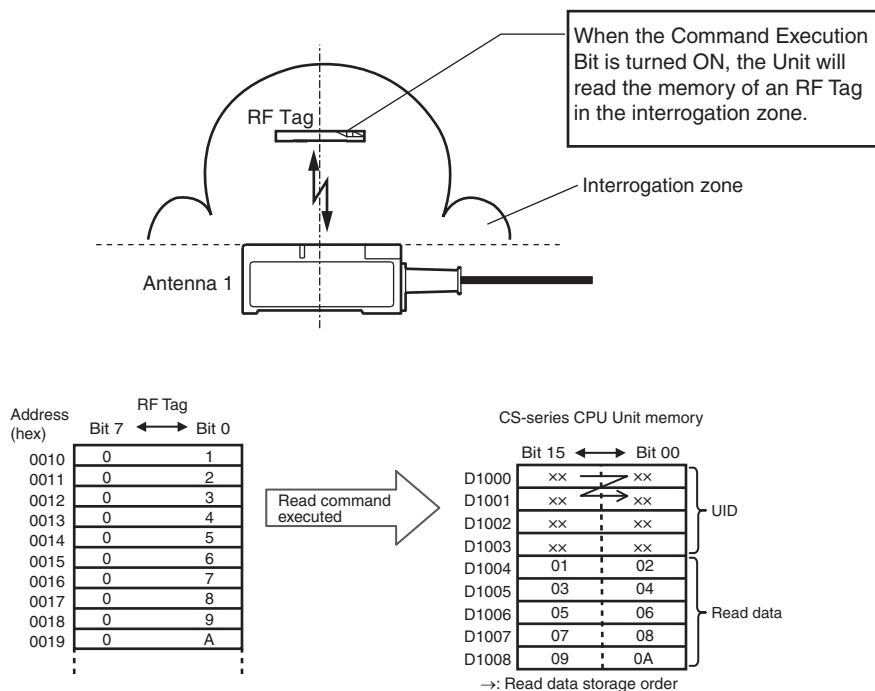 When the Command Execution
Bit is turned ON, the Unit will
read the memory of an RF Tag
in the interrogation zone.
RF Tag
Interrogation zone
Antenna 1
Address
(hex)
RF Tag
Bit 7 Bit 0
0010 0 1
0011 0 2
0012 0 3
0013 0 4
0014 0 5
0015 0 6
0016 0 7
0017 0 8
0018 0 9
0019 0 A
Read command
executed
CS-series CPU Unit memory
Bit 15 Bit 00
D1000 ×× ××
D1001 ×× ××
D1002 ×× ××
D1003 ×× ××
UID
D1004 01 02
D1005 03 04
D1006 05 06
D1007 07 08
D1008 09 0A
Read data
→: Read data storage order